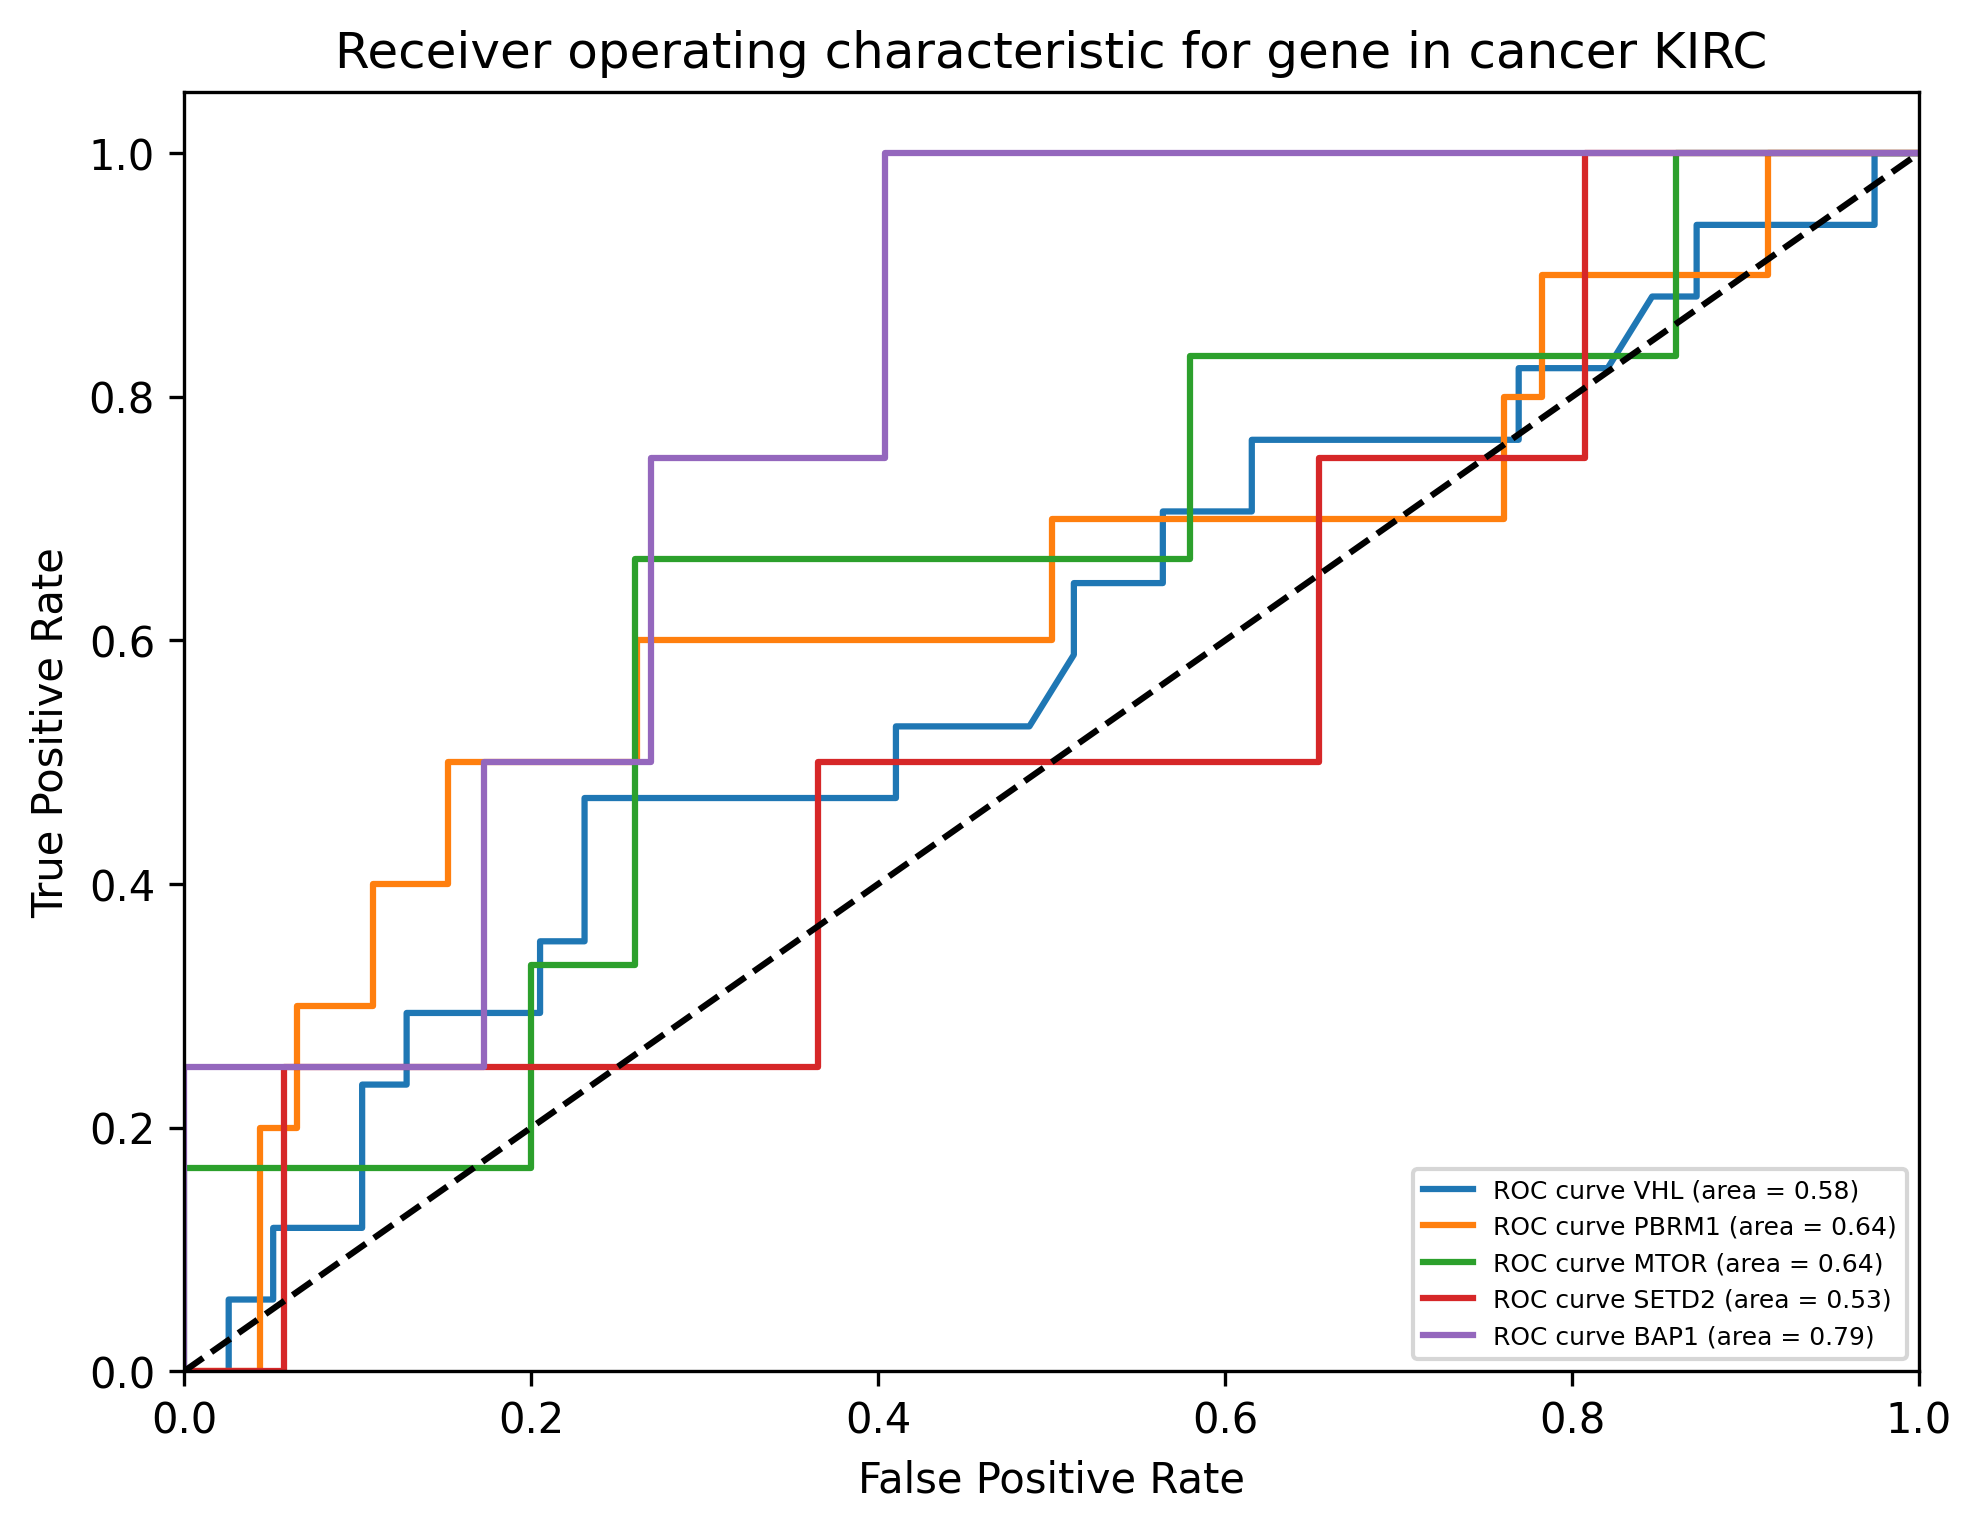 Receiver operating characteristic for gene in cancer KIRC
1.0
0.8
0.6
0.4
0.2
0.0
True Positive Rate
ROC curve VHL (area = 0.58)
ROC curve PBRM1 (area = 0.64)
ROC curve MTOR (area = 0.64)
ROC curve SETD2 (area = 0.53)
ROC curve BAP1 (area = 0.79)
0.0 0.2 0.4 0.6 0.8 1.0
False Positive Rate